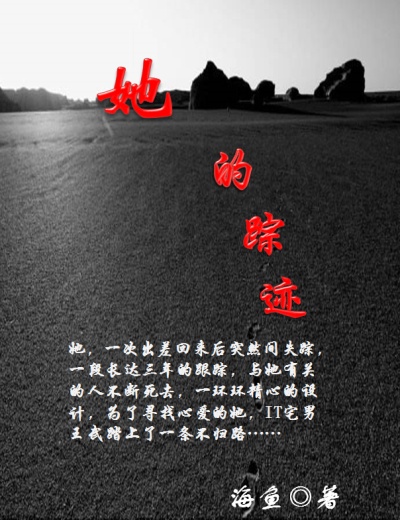 她的踪迹
她，一次出差回来后突然间失踪，
一段长达三年的跟踪，与她有关
的人不断死去，一环环精心的设
计，为了寻找心爱的她，IT宅男
王武踏上了一条不归路……
海鱼◎著